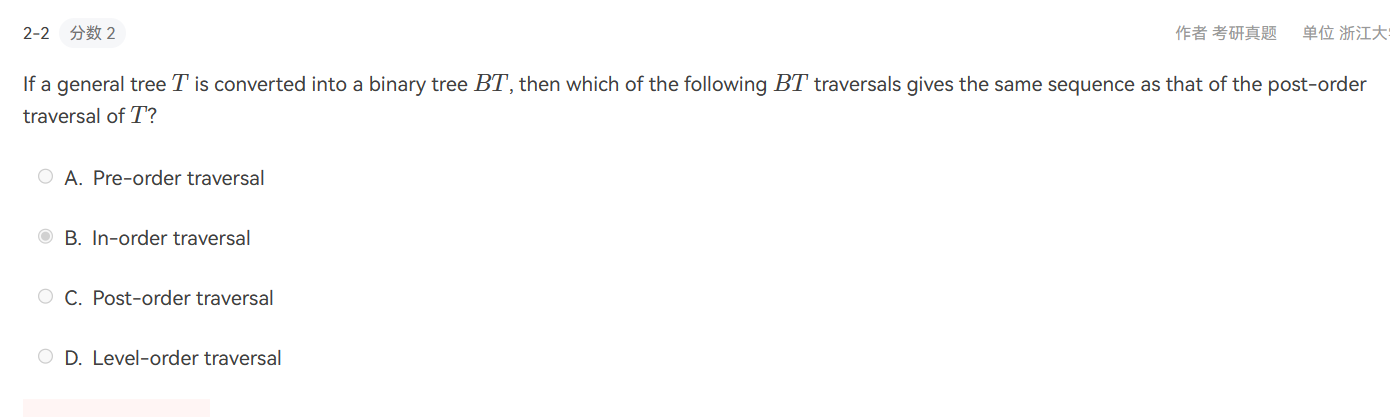 2-2 分数 2 作者 考研真题 单位 浙江大
If a general tree T is converted into a binary tree BT, then which of the following BT traversals gives the same sequence as that of the post-order
traversal of T?
A. Pre-order traversal
B. In-order traversal
C. Post-order traversal
D. Level-order traversal